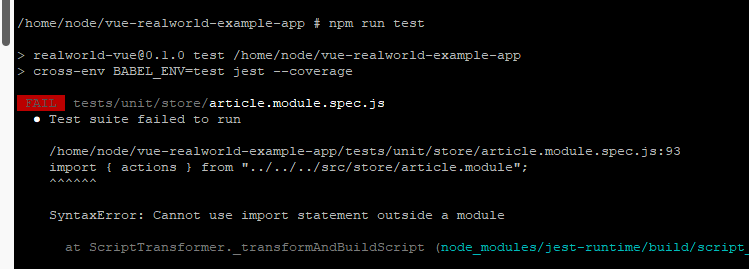 /home/node/vue-realworld-example-app # npm run test
> realworld-vue@0.1.0 test /home/node/vue-realworld-example-app
> cross-env BABEL_ENV=test jest --coverage
FAIL tests/unit/store/article.module.spec.js
● Test suite failed to run
/home/node/vue-realworld-example-app/tests/unit/store/article.module.spec.js:93
import { actions } from "../../../src/store/article.module";
^^^^^^
SyntaxError: Cannot use import statement outside a module
at ScriptTransformer._transformAndBuildScript (node_modules/jest-runtime/build/script_